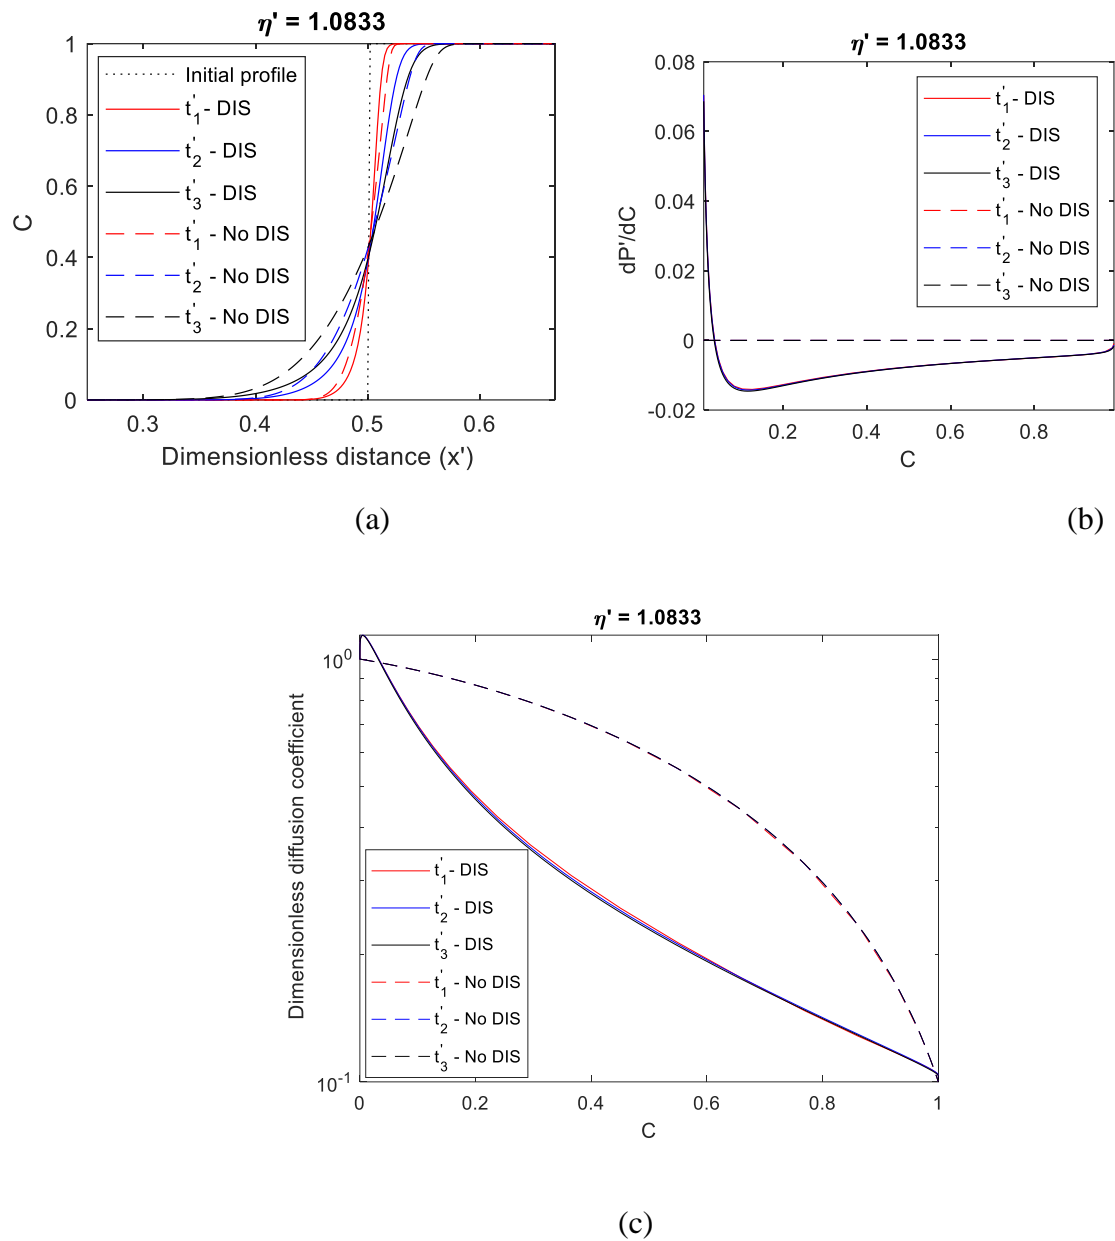 η' = 1.0833
1
0.8
0.6
0.4
0.2
0
C
Initial profile
t'1 - DIS
t'2 - DIS
t'3 - DIS
t'1 - No DIS
t'2 - No DIS
t'3 - No DIS
0.3 0.4 0.5 0.6
Dimensionless distance (x')
(a)
η' = 1.0833
0.08
0.06
0.04
0.02
0
-0.02
dP'/dC
t'1 - DIS
t'2 - DIS
t'3 - DIS
t'1 - No DIS
t'2 - No DIS
t'3 - No DIS
0.2 0.4 0.6 0.8
C
(b)
η' = 1.0833
10^0
10^-1
Dimensionless diffusion coefficient
t'1 - DIS
t'2 - DIS
t'3 - DIS
t'1 - No DIS
t'2 - No DIS
t'3 - No DIS
0 0.2 0.4 0.6 0.8 1
C
(c)